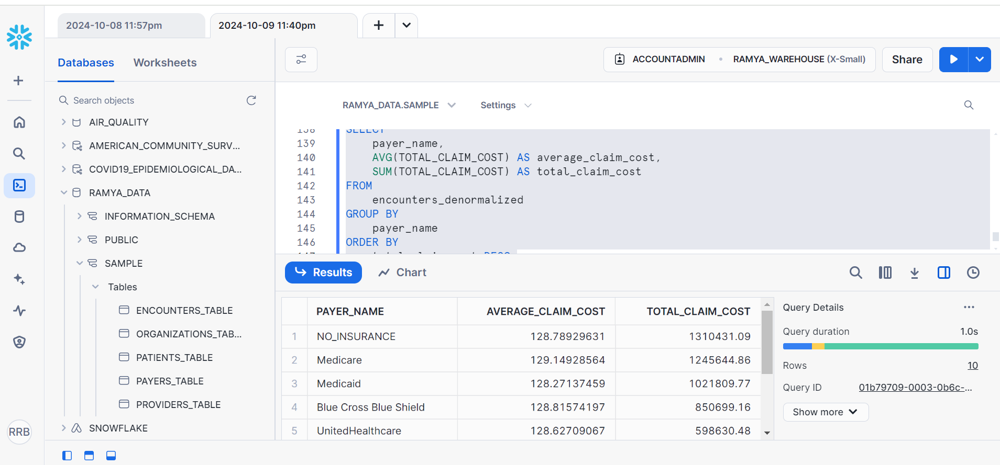 2024-10-08 11:57pm
2024-10-09 11:40pm
Databases
Worksheets
ACCOUNTADMIN
RAMYA_WAREHOUSE (X-Small)
Share
Search objects
AIR_QUALITY
AMERICAN_COMMUNITY_SURV...
COVID19_EPIDEMIOLOGICAL_DA...
RAMYA_DATA
INFORMATION_SCHEMA
PUBLIC
SAMPLE
Tables
ENCOUNTERS_TABLE
ORGANIZATIONS_TAB...
PATIENTS_TABLE
PAYERS_TABLE
PROVIDERS_TABLE
SNOWFLAKE
RRB
RAMYA_DATA.SAMPLE
Settings
138 SELECT
139 payer_name,
140 AVG(TOTAL_CLAIM_COST) AS average_claim_cost,
141 SUM(TOTAL_CLAIM_COST) AS total_claim_cost
142 FROM
143 encounters_denormalized
144 GROUP BY
145 payer_name
146 ORDER BY
147 total_claim_cost DESC
Results
Chart
PAYER_NAME AVERAGE_CLAIM_COST TOTAL_CLAIM_COST
1 NO_INSURANCE 128.78929631 1310431.09
2 Medicare 129.14928564 1245644.86
3 Medicaid 128.27137459 1021809.77
4 Blue Cross Blue Shield 128.81574197 850699.16
5 UnitedHealthcare 128.62709067 598630.48
Query Details
Query duration 1.0s
Rows 10
Query ID 01b79709-0003-0b6c-...
Show more